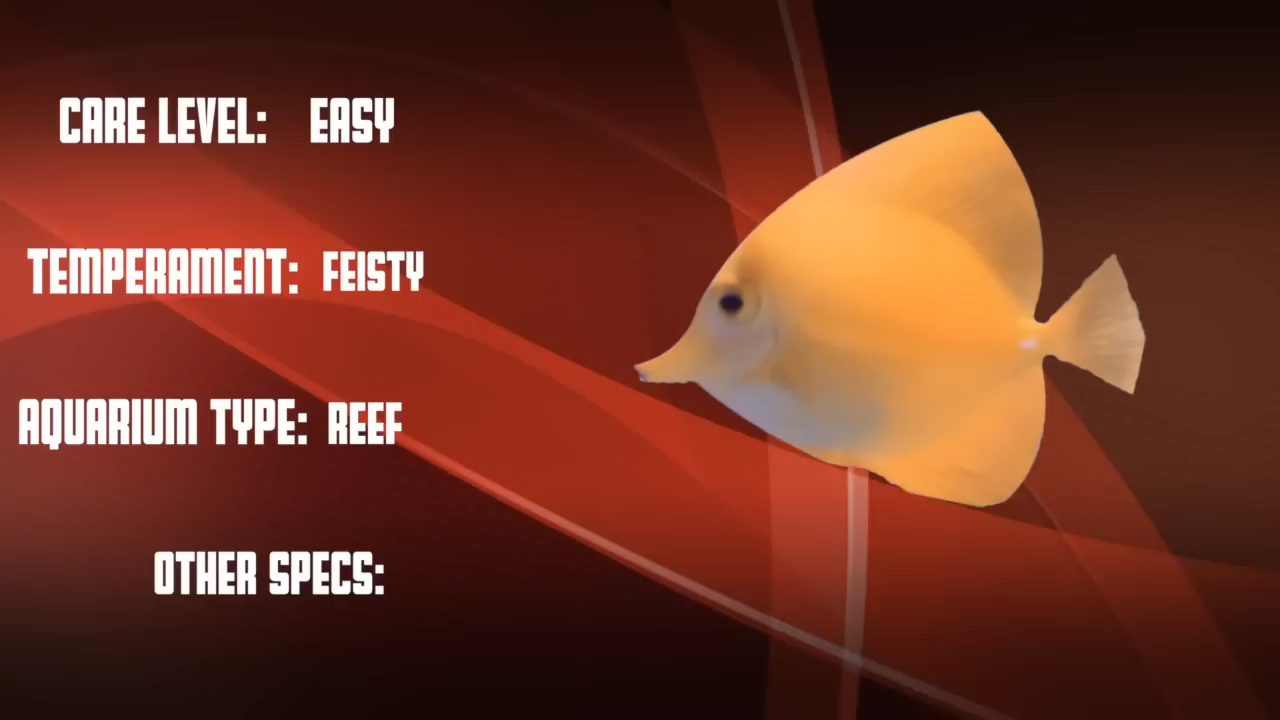 CARE LEVEL: EASY
TEMPERAMENT: FEISTY
AQUARIUM TYPE: REEF
OTHER SPECS: